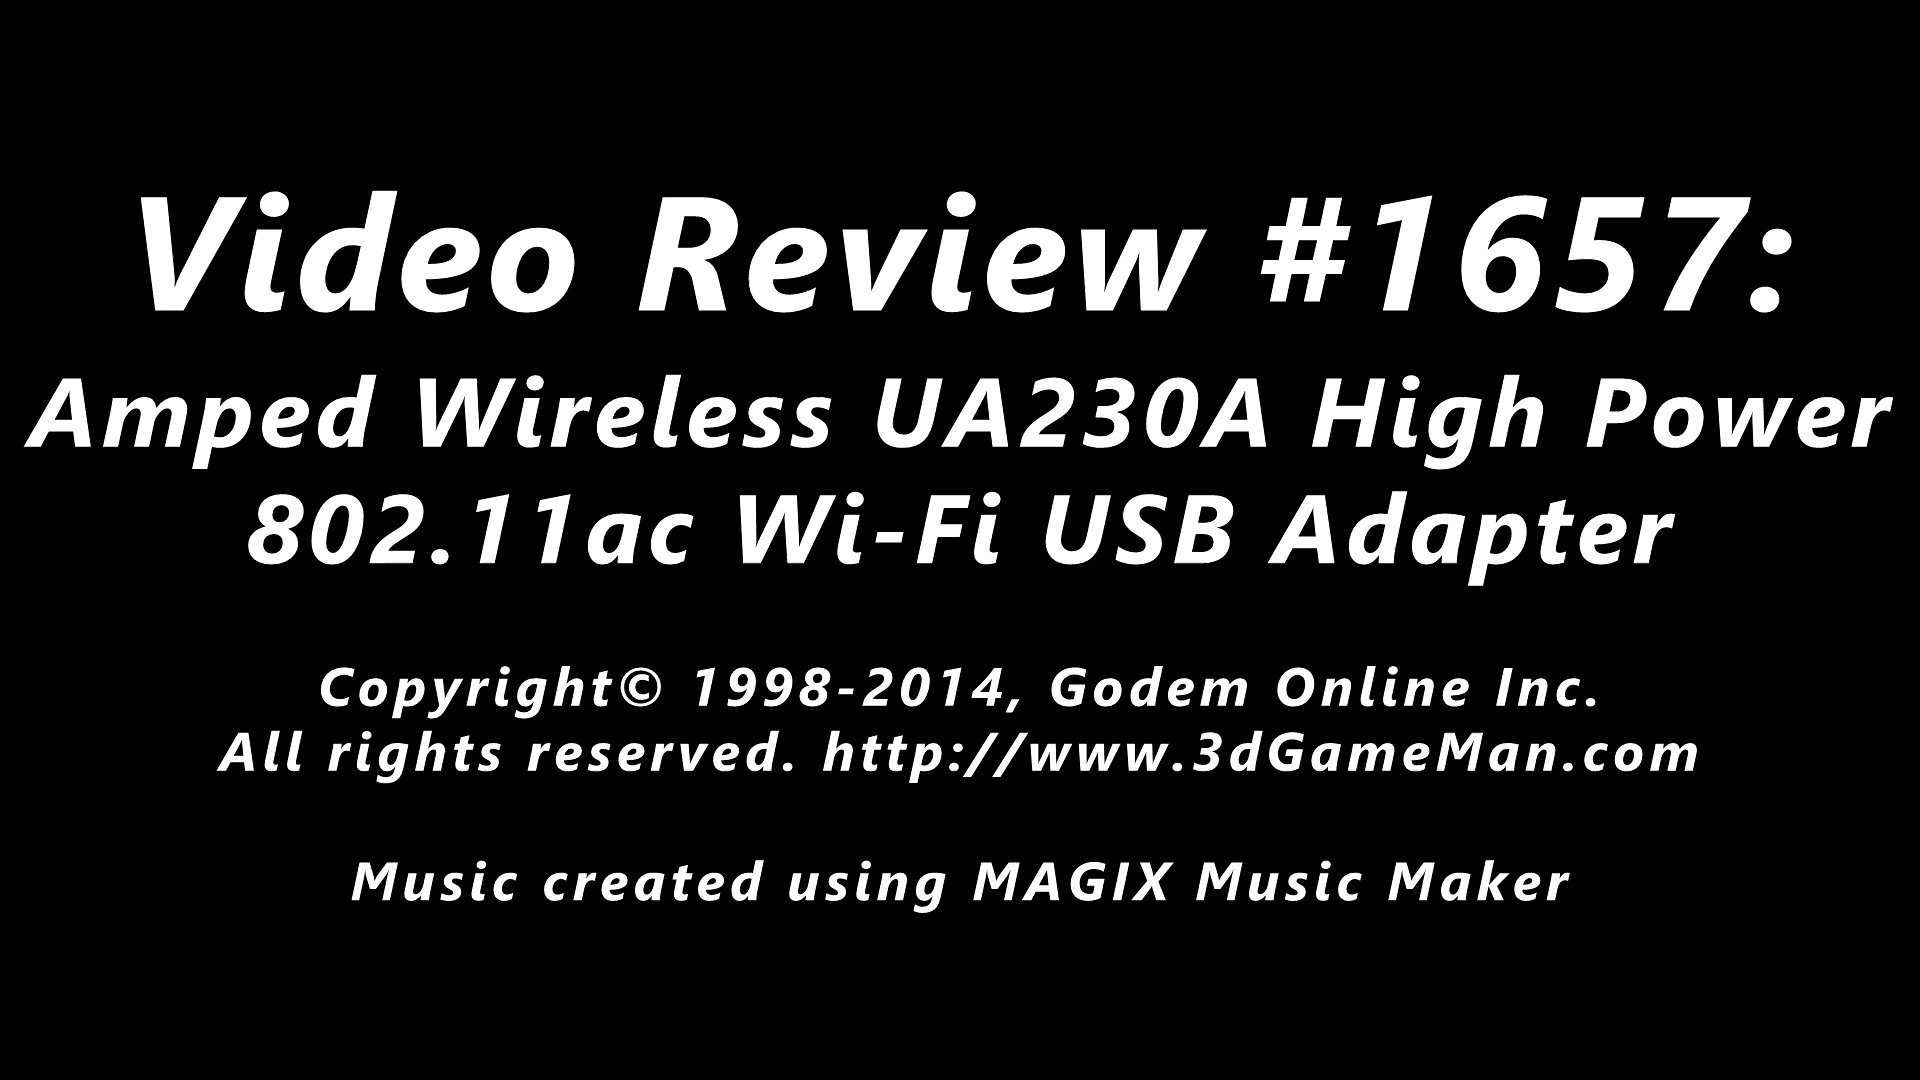 Video Review #1657:
Amped Wireless UA230A High Power
802.11ac Wi-Fi USB Adapter
Copyright© 1998-2014, Godem Online Inc.
All rights reserved. http://www.3dGameMan.com
Music created using MAGIX Music Maker